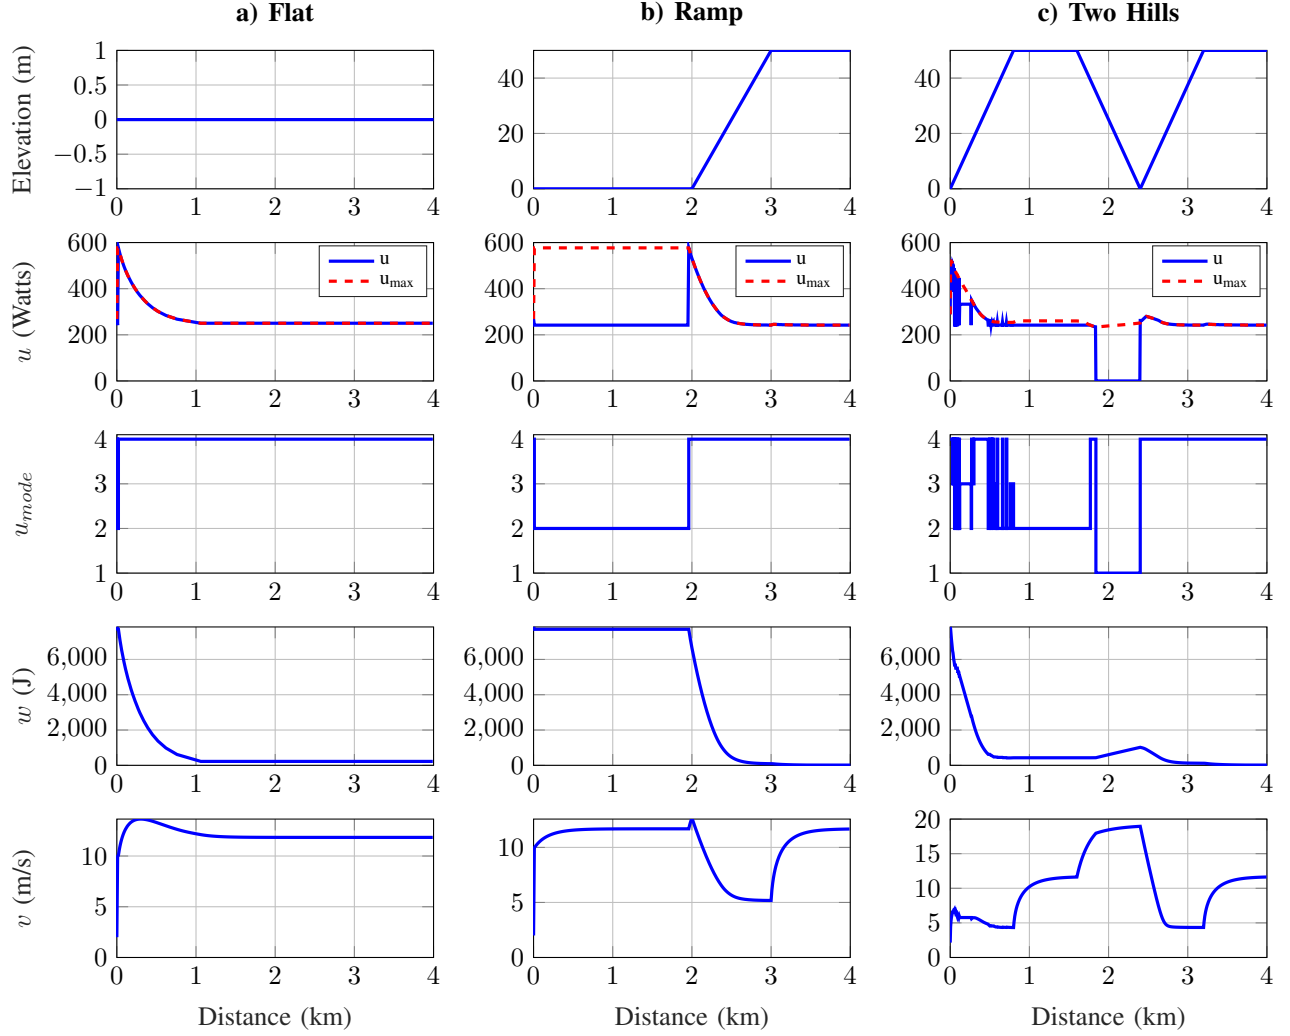 a) Flat
b) Ramp
c) Two Hills
Elevation (m)
1
0.5
0
−0.5
−1
0 1 2 3 4
40
20
0
0 1 2 3 4
40
20
0
0 1 2 3 4
u (Watts)
600
400
200
0
0 1 2 3 4
u
umax
600
400
200
0
0 1 2 3 4
u
umax
600
400
200
0
0 1 2 3 4
u
umax
umode
4
3
2
1
0 1 2 3 4
4
3
2
1
0 1 2 3 4
4
3
2
1
0 1 2 3 4
w (J)
6,000
4,000
2,000
0
0 1 2 3 4
6,000
4,000
2,000
0
0 1 2 3 4
6,000
4,000
2,000
0
0 1 2 3 4
v (m/s)
10
5
0
0 1 2 3 4
Distance (km)
10
5
0
0 1 2 3 4
Distance (km)
20
15
10
5
0
0 1 2 3 4
Distance (km)